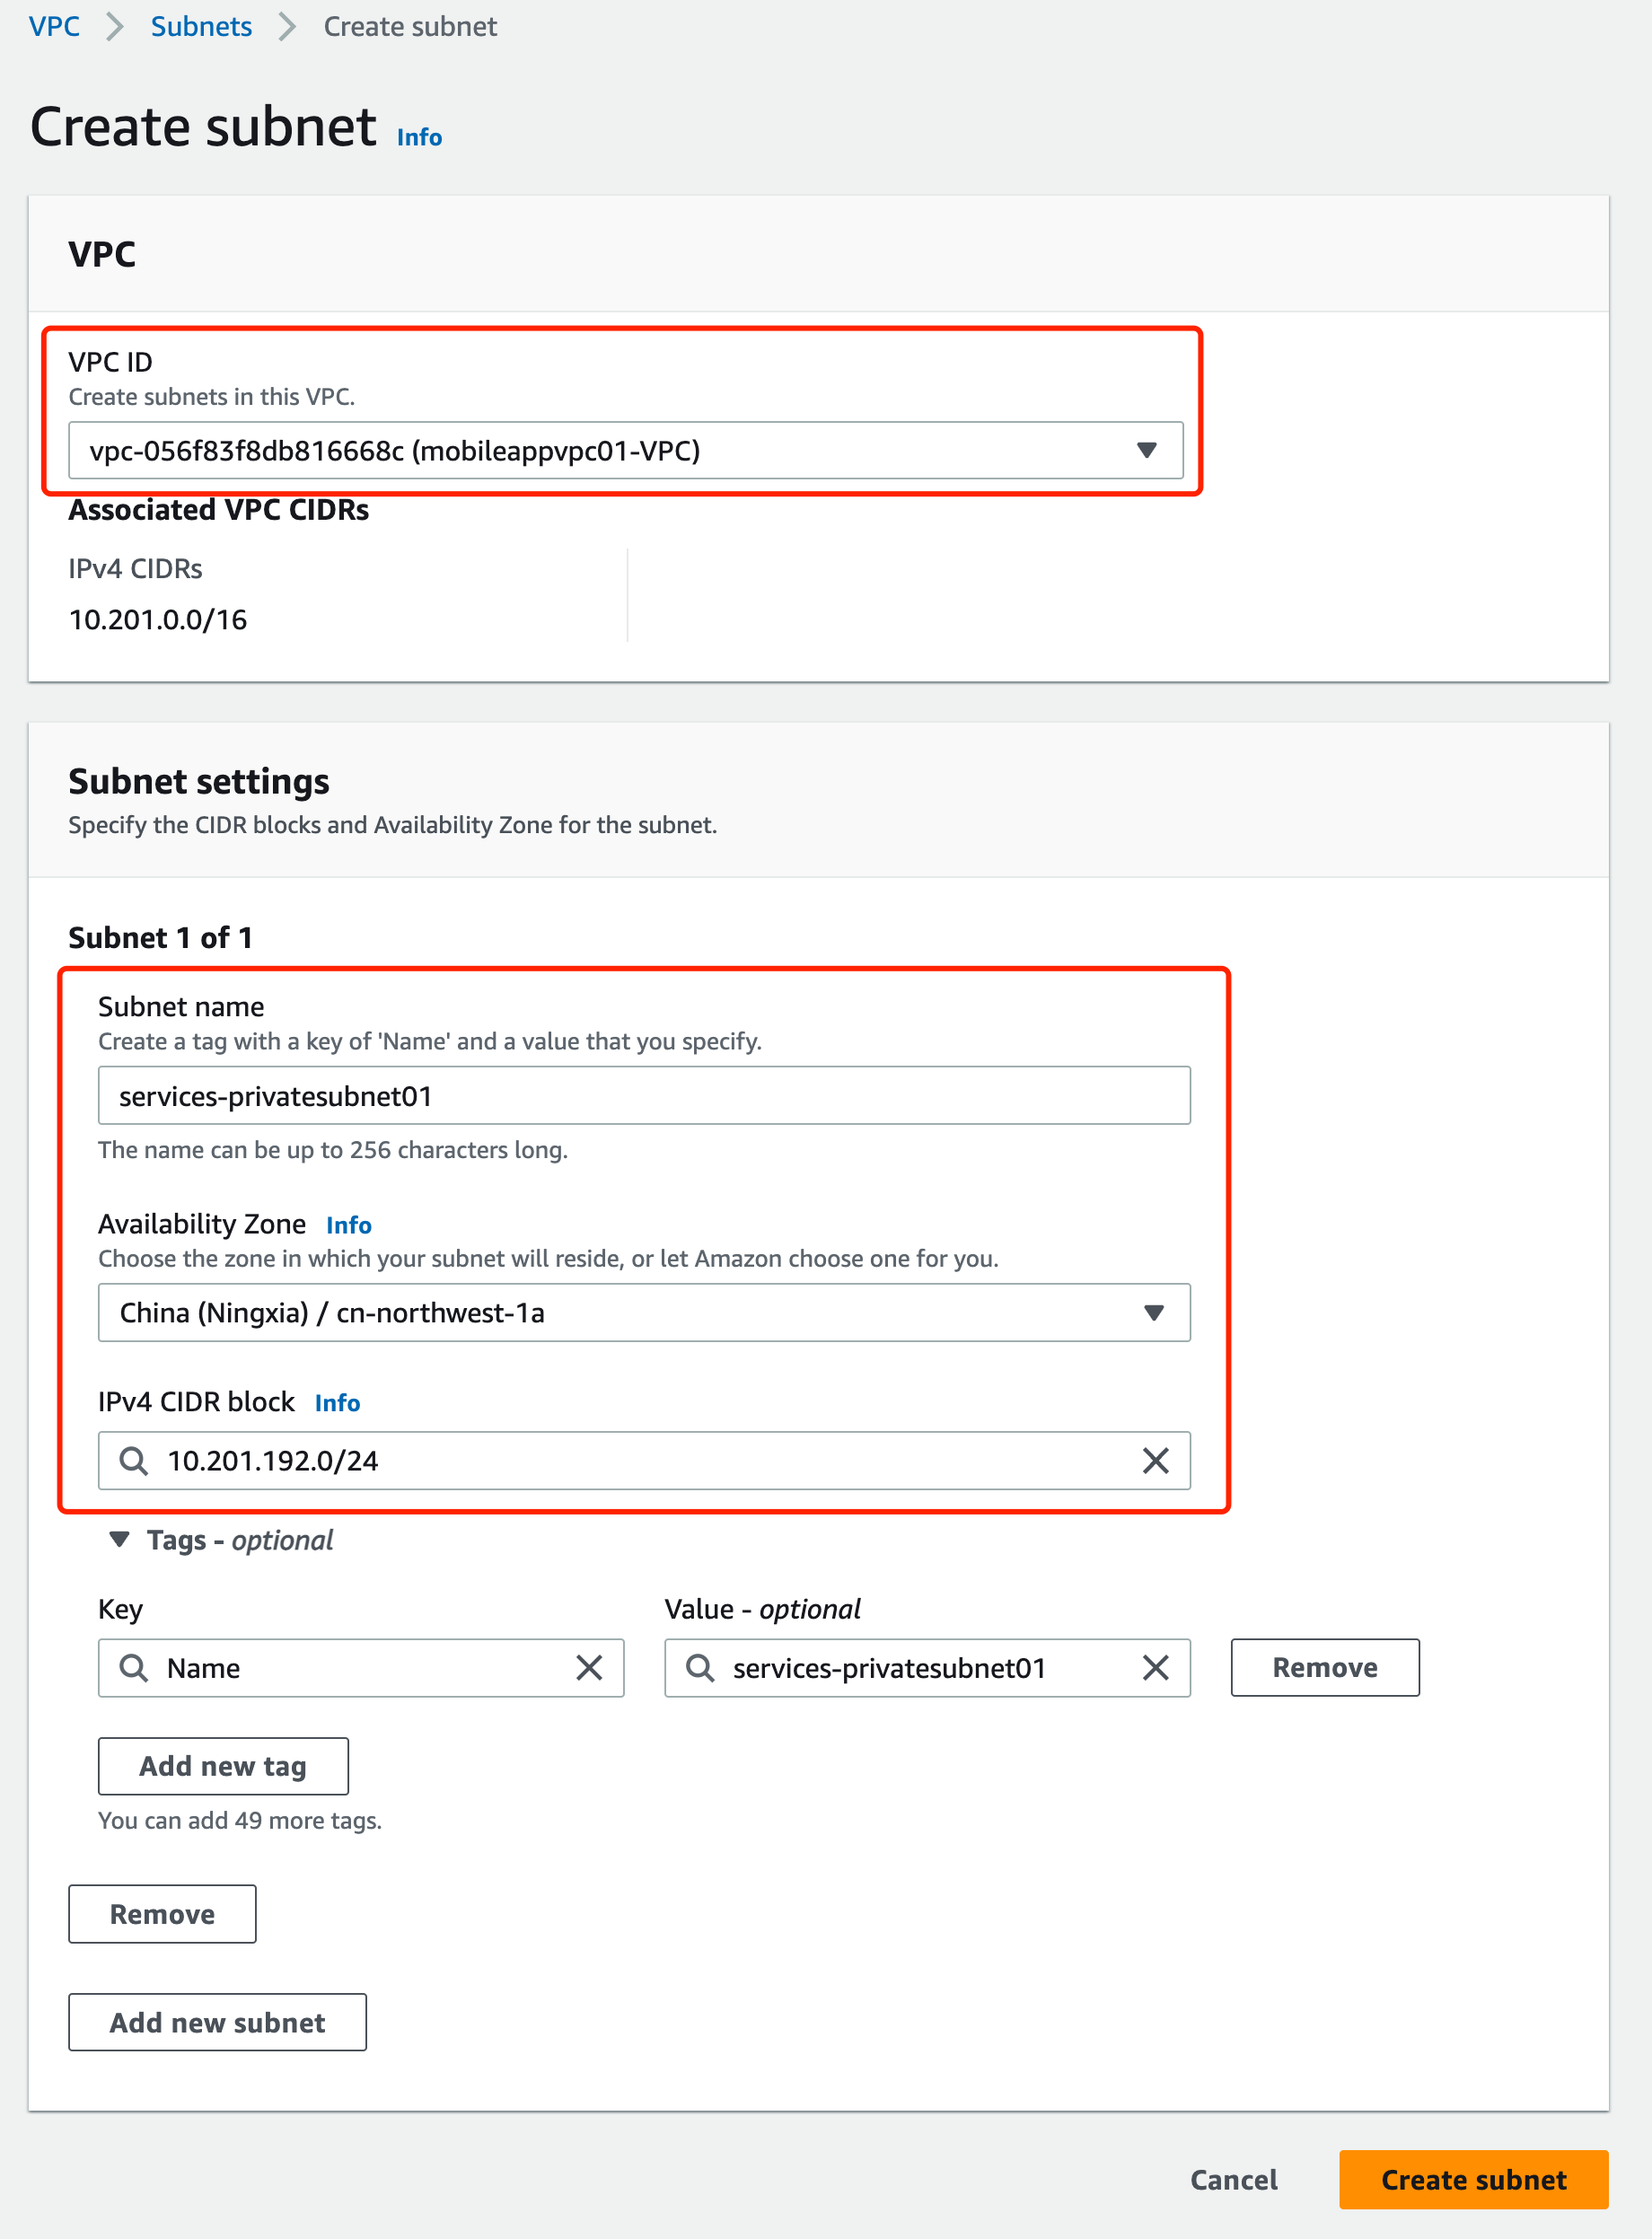 VPC > Subnets > Create subnet
Create subnet Info
VPC
VPC ID
Create subnets in this VPC.
vpc-056f83f8db816668c (mobileappvpc01-VPC)
Associated VPC CIDRs
IPv4 CIDRs
10.201.0.0/16
Subnet settings
Specify the CIDR blocks and Availability Zone for the subnet.
Subnet 1 of 1
Subnet name
Create a tag with a key of 'Name' and a value that you specify.
services-privatesubnet01
The name can be up to 256 characters long.
Availability Zone Info
Choose the zone in which your subnet will reside, or let Amazon choose one for you.
China (Ningxia) / cn-northwest-1a
IPv4 CIDR block Info
10.201.192.0/24
Tags - optional
Key Value - optional
Name services-privatesubnet01 Remove
Add new tag
You can add 49 more tags.
Remove
Add new subnet
Cancel Create subnet